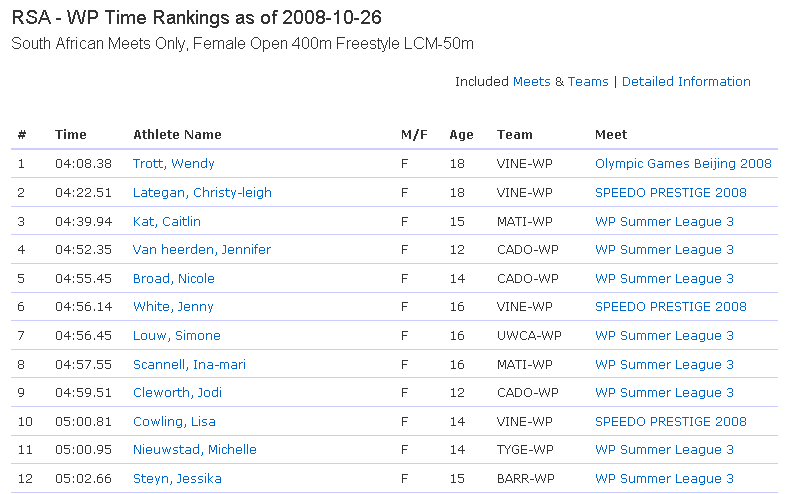 RSA - WP Time Rankings as of 2008-10-26
South African Meets Only, Female Open 400m Freestyle LCM-50m
Included Meets & Teams | Detailed Information
# Time Athlete Name M/F Age Team Meet
1 04:08.38 Trott, Wendy F 18 VINE-WP Olympic Games Beijing 2008
2 04:22.51 Lategan, Christy-leigh F 18 VINE-WP SPEEDO PRESTIGE 2008
3 04:39.94 Kat, Caitlin F 15 MATI-WP WP Summer League 3
4 04:52.35 Van heerden, Jennifer F 12 CADO-WP WP Summer League 3
5 04:55.45 Broad, Nicole F 14 CADO-WP WP Summer League 3
6 04:56.14 White, Jenny F 16 VINE-WP SPEEDO PRESTIGE 2008
7 04:56.45 Louw, Simone F 16 UWCA-WP WP Summer League 3
8 04:57.55 Scannell, Ina-mari F 16 MATI-WP WP Summer League 3
9 04:59.51 Cleworth, Jodi F 12 CADO-WP WP Summer League 3
10 05:00.81 Cowling, Lisa F 14 VINE-WP SPEEDO PRESTIGE 2008
11 05:00.95 Nieuwstad, Michelle F 14 TYGE-WP WP Summer League 3
12 05:02.66 Steyn, Jessika F 15 BARR-WP WP Summer League 3